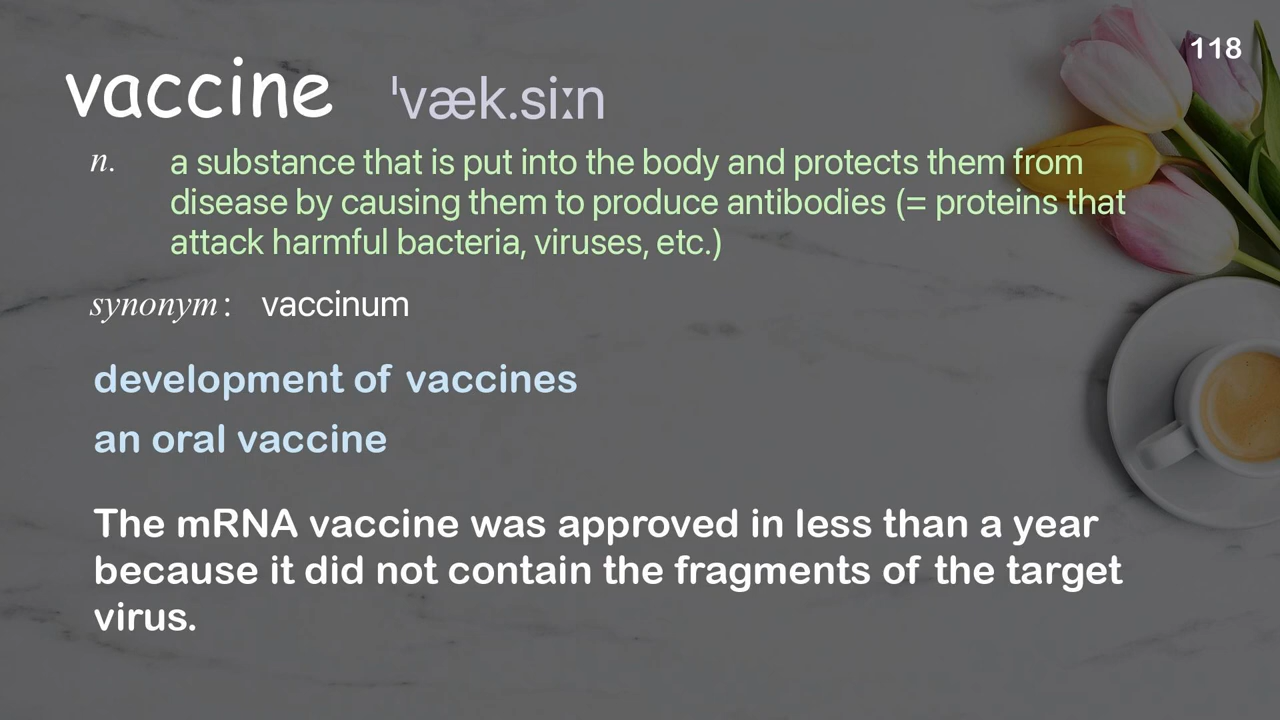 118
vaccine ˈvæk.siːn
n. a substance that is put into the body and protects them from
disease by causing them to produce antibodies (= proteins that
attack harmful bacteria, viruses, etc.)
synonym: vaccinum
development of vaccines
an oral vaccine
The mRNA vaccine was approved in less than a year
because it did not contain the fragments of the target
virus.